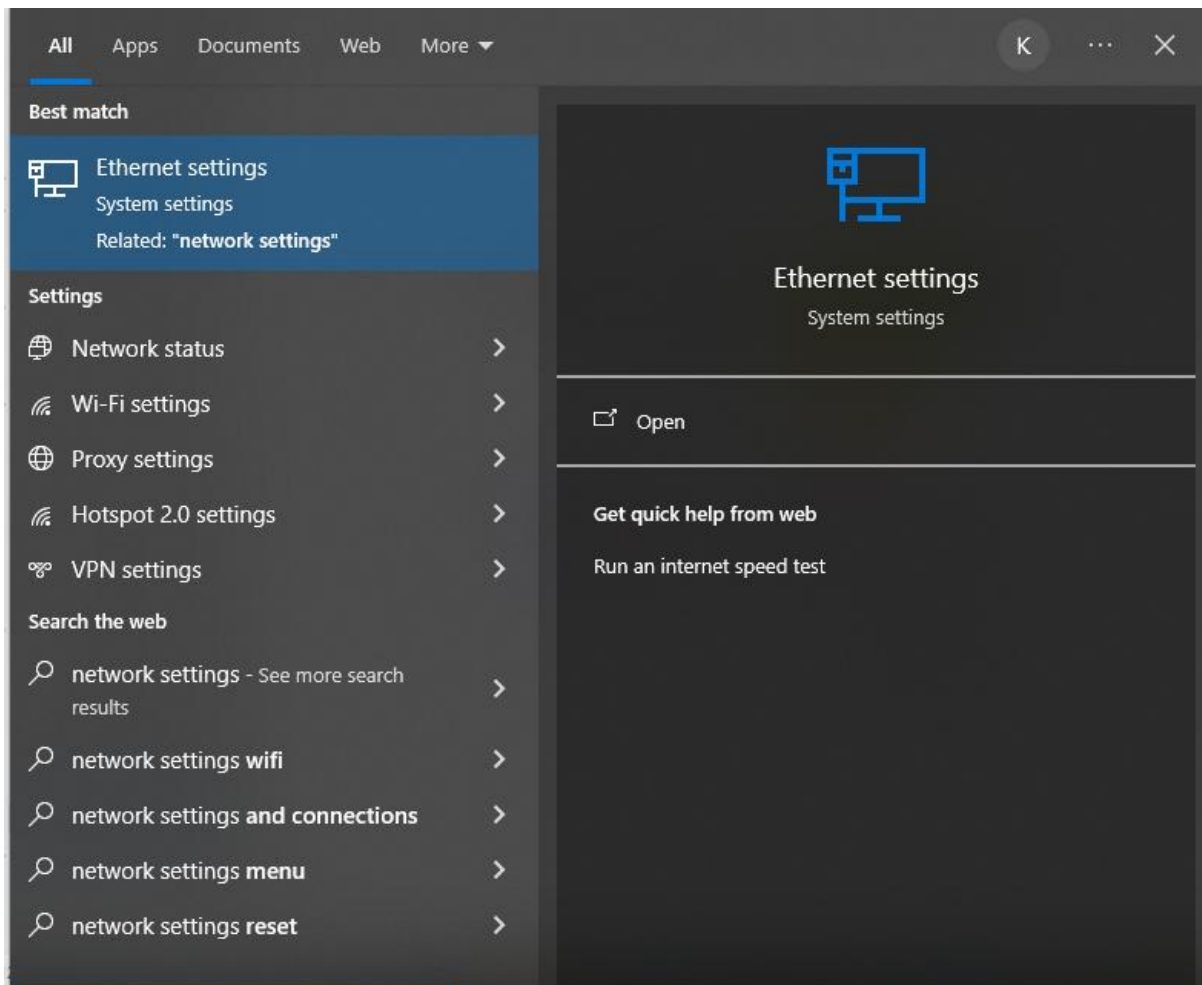 All Apps Documents Web More
K
Best match
Ethernet settings
System settings
Related: "network settings"
Settings
Network status
Wi-Fi settings
Proxy settings
Hotspot 2.0 settings
VPN settings
Search the web
network settings - See more search
results
network settings wifi
network settings and connections
network settings menu
network settings reset
Ethernet settings
System settings
Open
Get quick help from web
Run an internet speed test